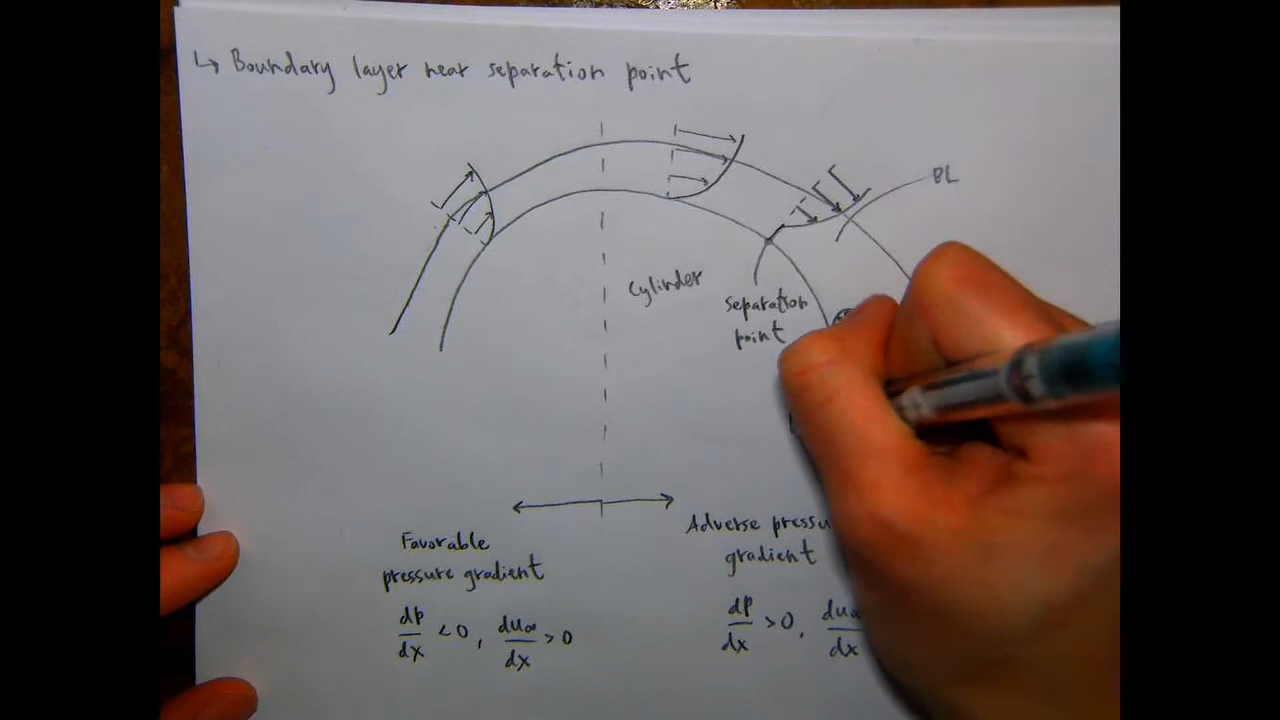 ↳ Boundary layer near separation point
BL
Cylinder
separation
point
Favorable
pressure gradient
dp/dx < 0, du∞/dx > 0
Adverse
gradient
dp/dx > 0,